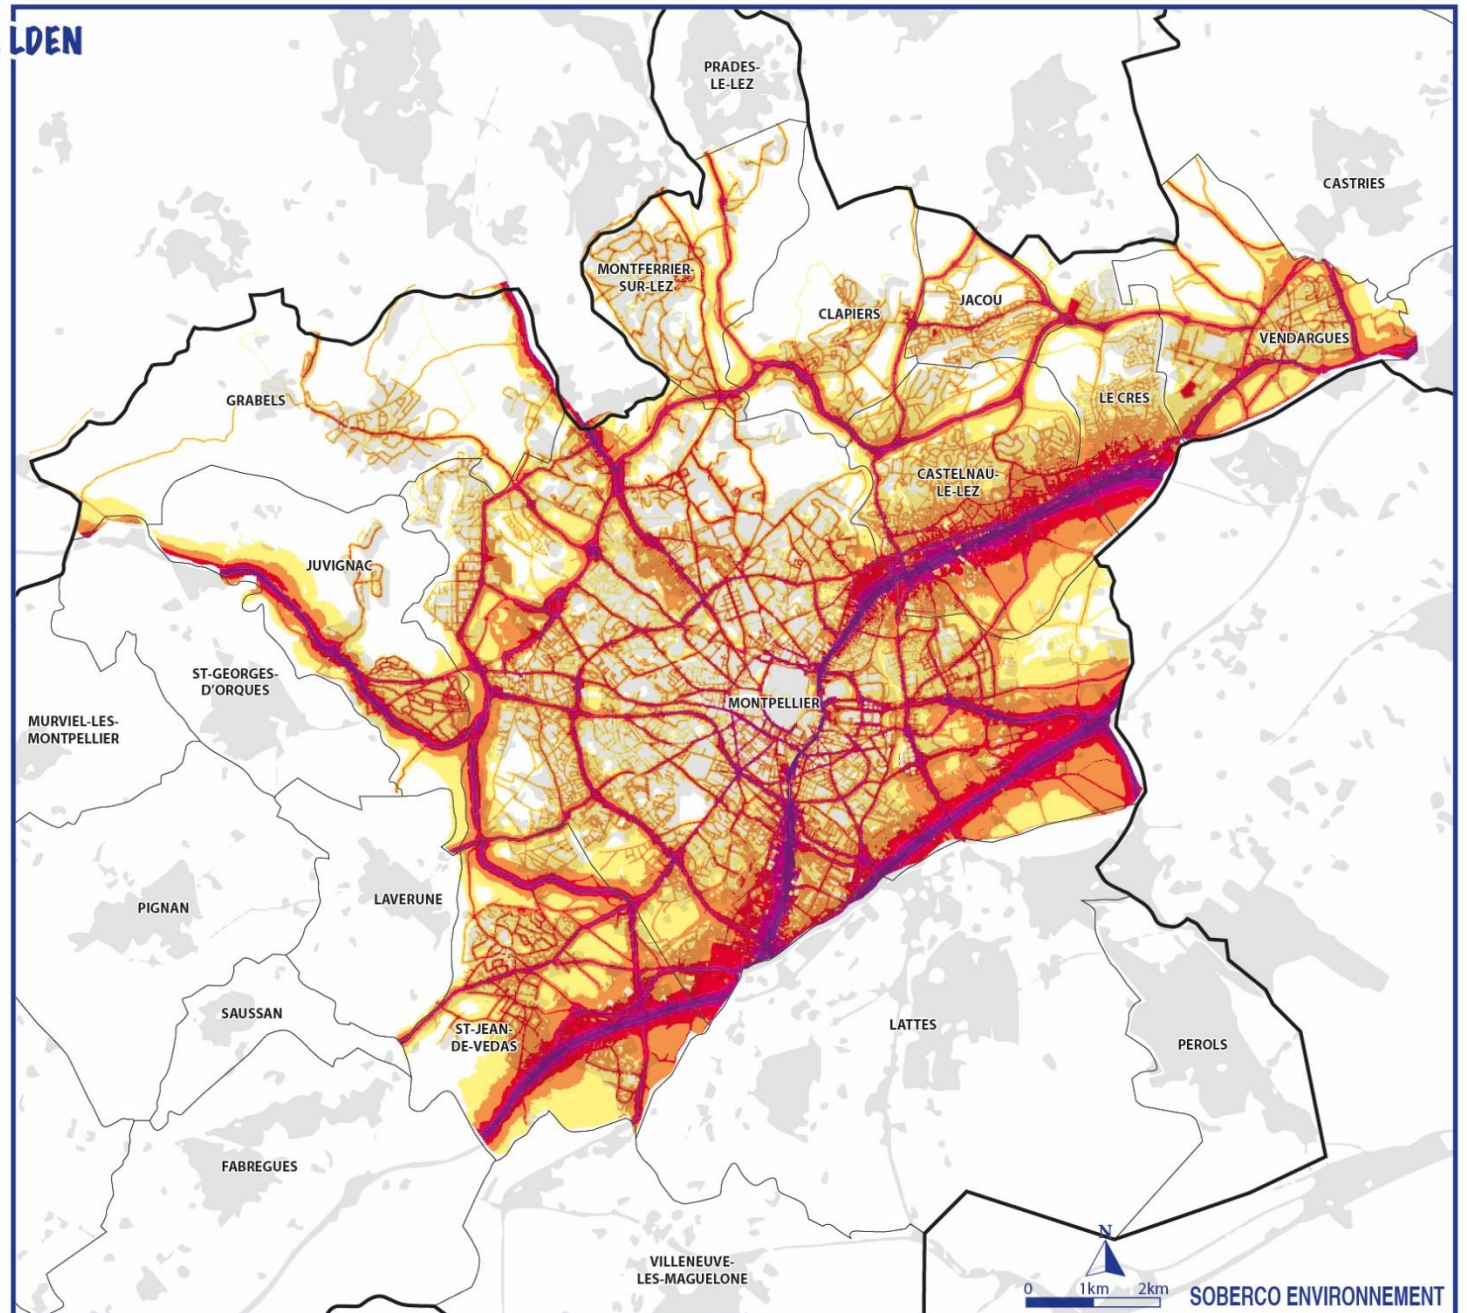 LDEN
PRADES-
LE-LEZ
CASTRIES
MONTFERRIER-
SUR-LEZ
CLAPIERS
JACOU
VENDARGUES
GRABELS
LE CRES
CASTELNAU-
LE-LEZ
JUVIGNAC
ST-GEORGES-
D'ORQUES
MONTPELLIER
MURVIEL-LES-
MONTPELLIER
PIGNAN
LAVERUNE
SAUSSAN
ST-JEAN-
DE-VEDAS
LATTES
PEROLS
FABREGUES
VILLENEUVE-
LES-MAGUELONE
N
0 1km 2km
SOBERCO ENVIRONNEMENT